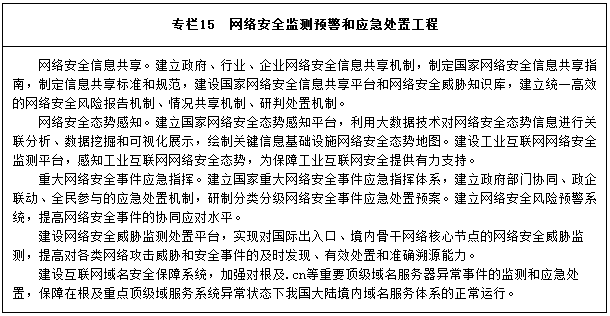 专栏15 网络安全监测预警和应急处置工程
网络安全信息共享。建立政府、行业、企业网络安全信息共享机制，制定国家网络安全信息共享指
南，制定信息共享标准和规范，建设国家网络安全信息共享平台和网络安全威胁知识库，建立统一高效
的网络安全风险报告机制、情况共享机制、研判处置机制。
网络安全态势感知。建立国家网络安全态势感知平台，利用大数据技术对网络安全态势信息进行关
联分析、数据挖掘和可视化展示，绘制关键信息基础设施网络安全态势地图。建设工业互联网网络安全
监测平台，感知工业互联网网络安全态势，为保障工业互联网安全提供有力支持。
重大网络安全事件应急指挥。建立国家重大网络安全事件应急指挥体系，建立政府部门协同、政企
联动、全民参与的应急处置机制，研制分类分级网络安全事件应急处置预案。建立网络安全风险预警系
统，提高网络安全事件的协同应对水平。
建设网络安全威胁监测处置平台，实现对国际出入口、境内骨干网络核心节点的网络安全威胁监
测，提高对各类网络攻击威胁和安全事件的及时发现、有效处置和准确溯源能力。
建设互联网域名安全保障系统，加强对根及.cn等重要顶级域名服务器异常事件的监测和应急处
置，保障在根及重点顶级域服务系统异常状态下我国大陆境内域名服务体系的正常运行。